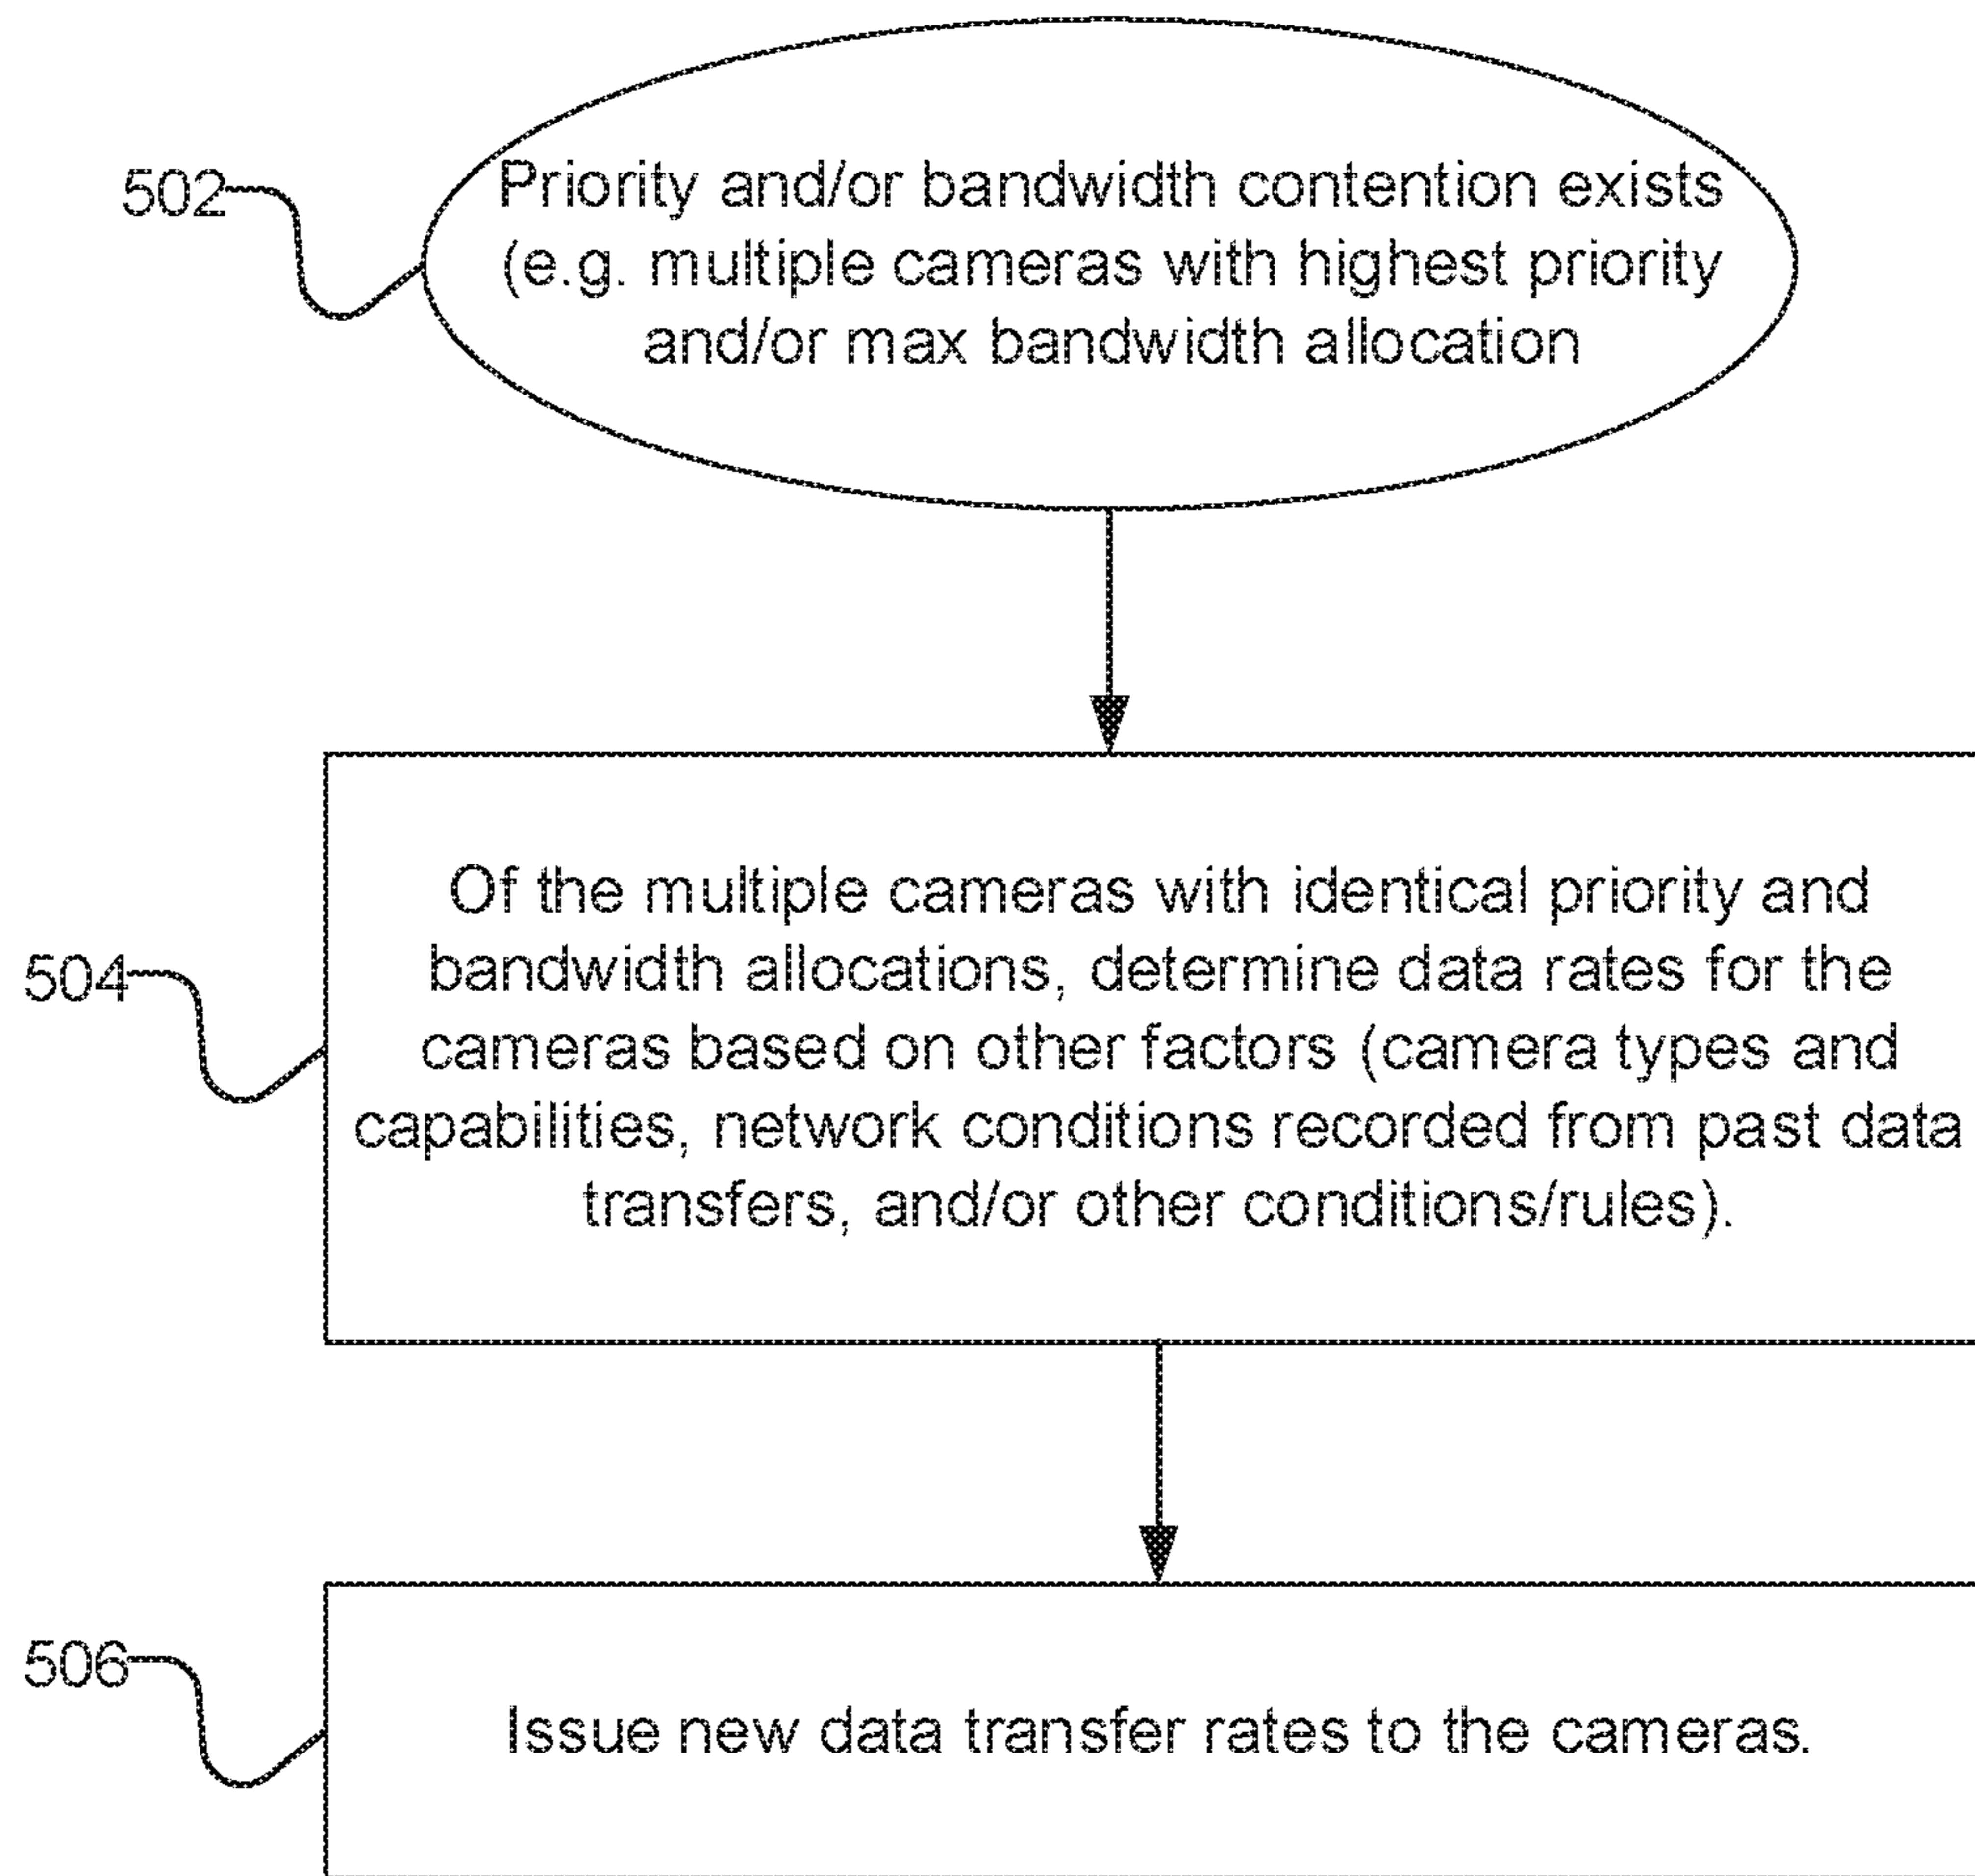 502
Priority and/or bandwidth contention exists
(e.g. multiple cameras with highest priority
and/or max bandwidth allocation
504
Of the multiple cameras with identical priority and
bandwidth allocations, determine data rates for the
cameras based on other factors (camera types and
capabilities, network conditions recorded from past data
transfers, and/or other conditions/rules).
506
Issue new data transfer rates to the cameras.